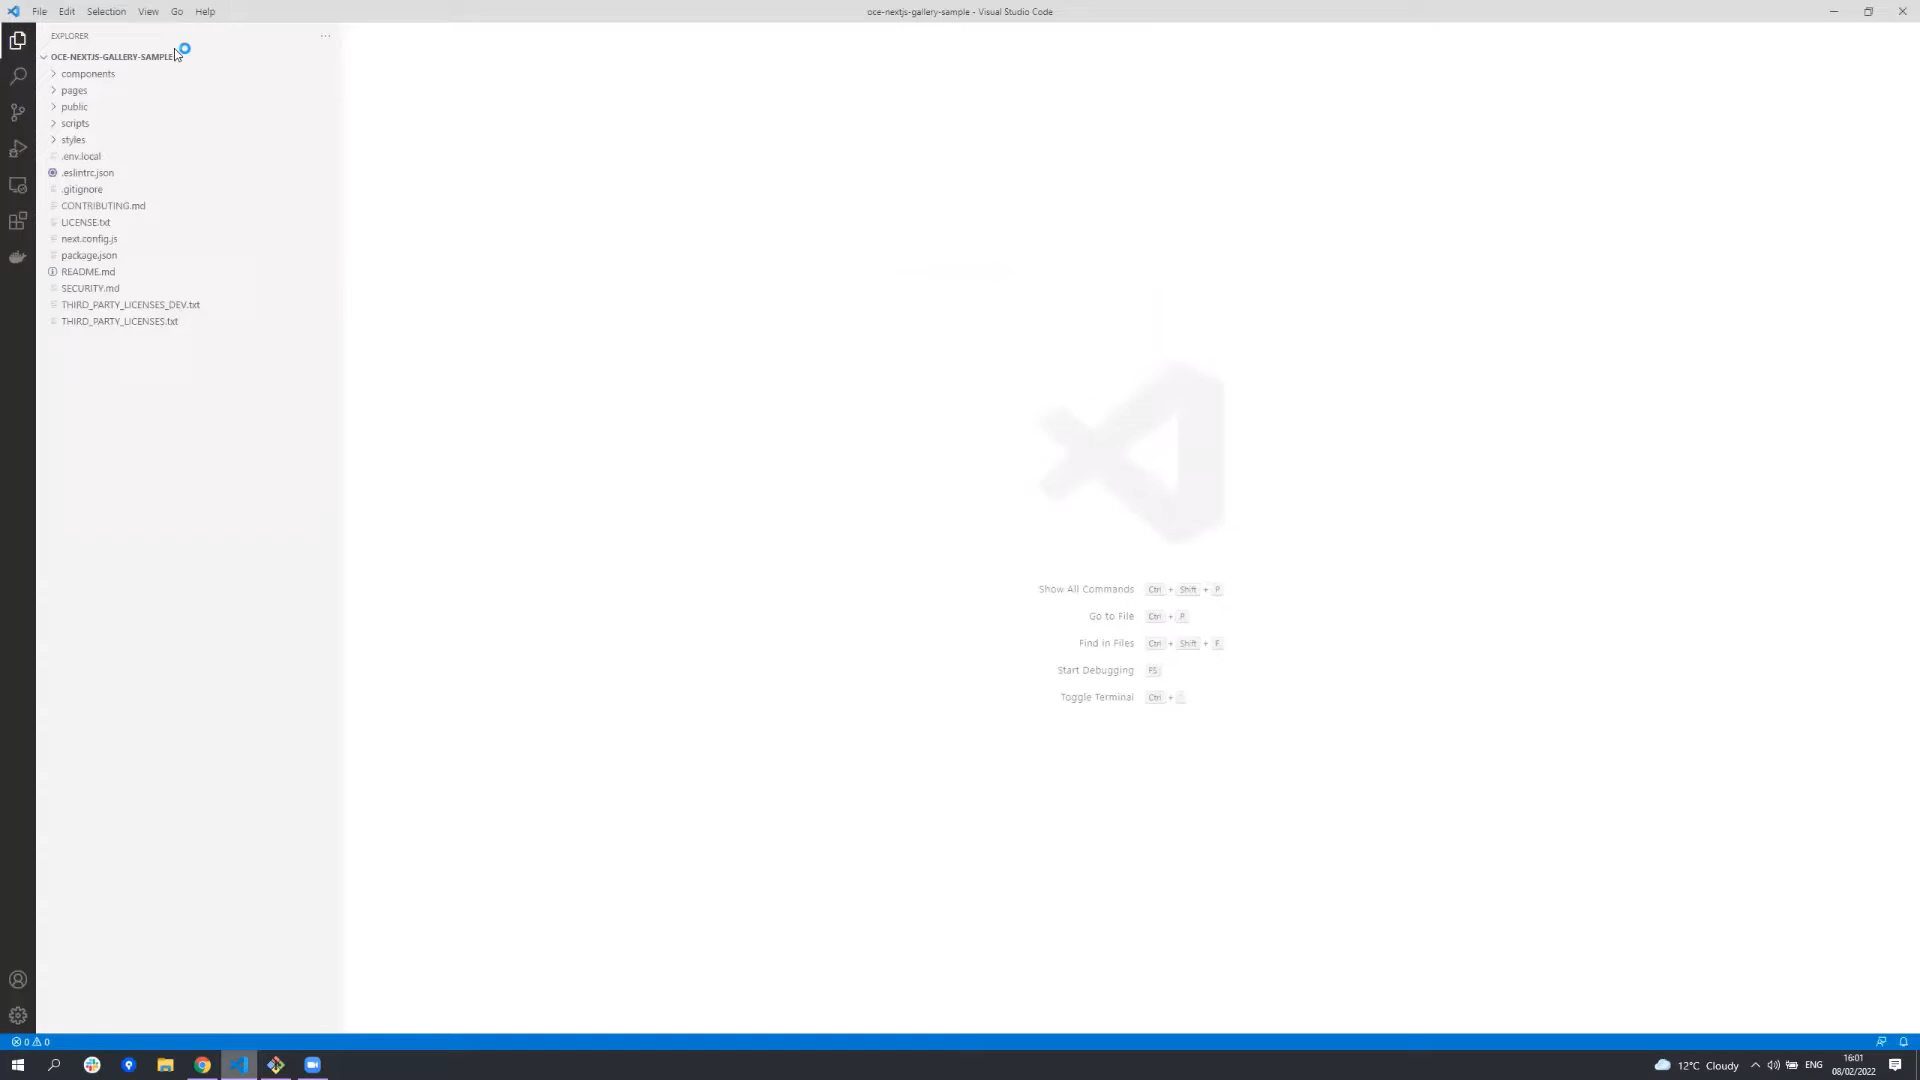 File Edit Selection View Go Help
oce-nextjs-gallery-sample - Visual Studio Code
EXPLORER
OCE-NEXTJS-GALLERY-SAMPLE
components
pages
public
scripts
styles
.env.local
.eslintrc.json
.gitignore
CONTRIBUTING.md
LICENSE.txt
next.config.js
package.json
README.md
SECURITY.md
THIRD_PARTY_LICENSES_DEV.txt
THIRD_PARTY_LICENSES.txt
Show All Commands Ctrl + Shift + P
Go to File Ctrl + P
Find in Files Ctrl + Shift + F
Start Debugging F5
Toggle Terminal Ctrl +
0 0
12°C Cloudy ENG
16:01
08/02/2022